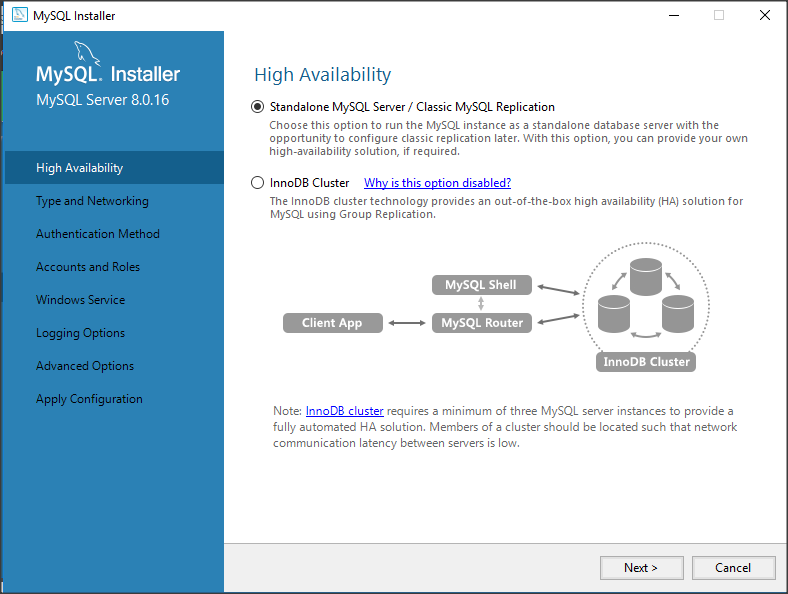 MySQL Installer
MySQL. Installer
MySQL Server 8.0.16
High Availability
Type and Networking
Authentication Method
Accounts and Roles
Windows Service
Logging Options
Advanced Options
Apply Configuration
High Availability
Standalone MySQL Server / Classic MySQL Replication
Choose this option to run the MySQL instance as a standalone database server with the
opportunity to configure classic replication later. With this option, you can provide your own
high-availability solution, if required.
InnoDB Cluster Why is this option disabled?
The InnoDB cluster technology provides an out-of-the-box high availability (HA) solution for
MySQL using Group Replication.
MySQL Shell
Client App
MySQL Router
InnoDB Cluster
Note: InnoDB cluster requires a minimum of three MySQL server instances to provide a
fully automated HA solution. Members of a cluster should be located such that network
communication latency between servers is low.
Next >
Cancel